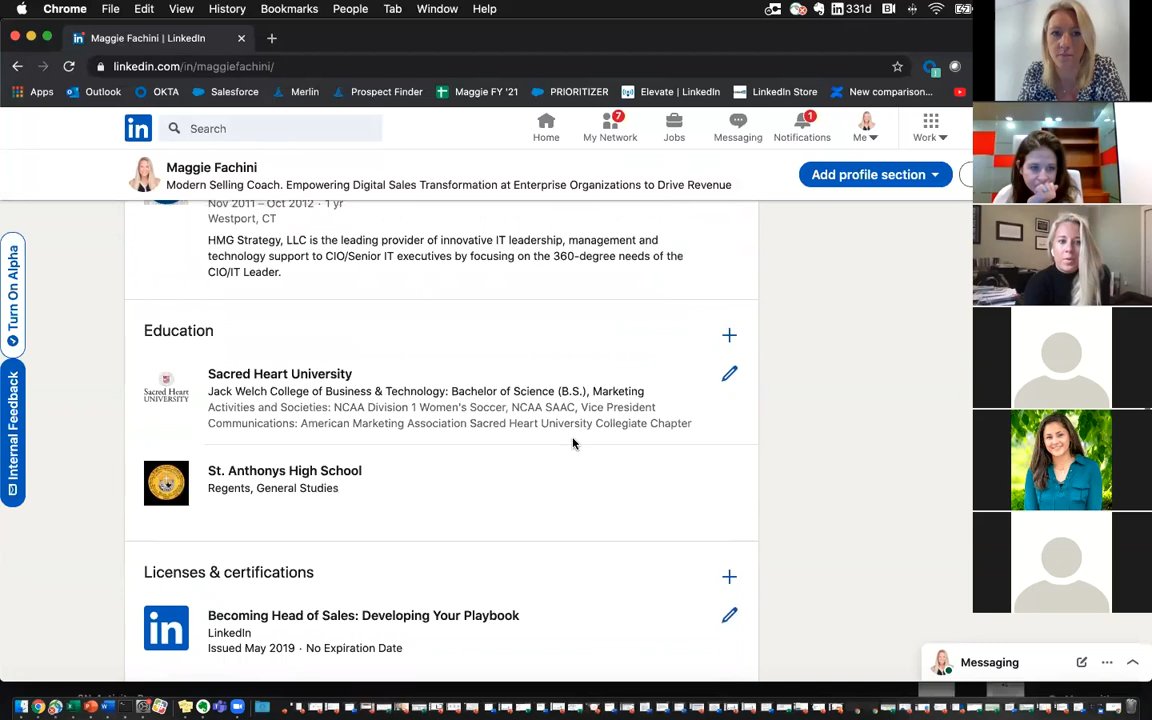 Chrome File Edit View History Bookmarks People Tab Window Help 331d
Maggie Fachini | LinkedIn
linkedin.com/in/maggiefachini/
Apps Outlook OKTA Salesforce Merlin Prospect Finder Maggie FY '21 PRIORITIZER Elevate | LinkedIn LinkedIn Store New comparison...
in Search
7
1
Home My Network Jobs Messaging Notifications Me Work
Maggie Fachini
Modern Selling Coach. Empowering Digital Sales Transformation at Enterprise Organizations to Drive Revenue
Add profile section
Nov 2011 – Oct 2012 · 1 yr
Westport, CT
HMG Strategy, LLC is the leading provider of innovative IT leadership, management and
technology support to CIO/Senior IT executives by focusing on the 360-degree needs of the
CIO/IT Leader.
Turn On Alpha
Internal Feedback
Education
Sacred Heart
UNIVERSITY
Sacred Heart University
Jack Welch College of Business & Technology: Bachelor of Science (B.S.), Marketing
Activities and Societies: NCAA Division 1 Women's Soccer, NCAA SAAC, Vice President
Communications: American Marketing Association Sacred Heart University Collegiate Chapter
St. Anthonys High School
Regents, General Studies
Licenses & certifications
in
Becoming Head of Sales: Developing Your Playbook
LinkedIn
Issued May 2019 · No Expiration Date
Messaging